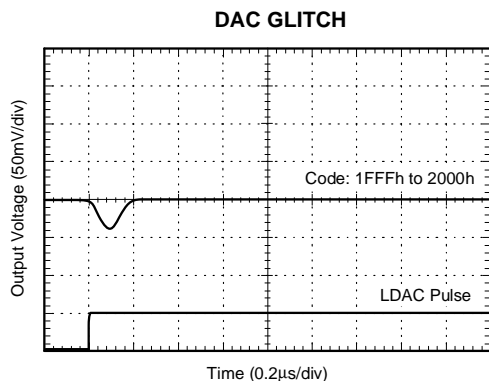 DAC GLITCH
Output Voltage (50mV/div)
Code: 1FFFh to 2000h
LDAC Pulse
Time (0.2µs/div)